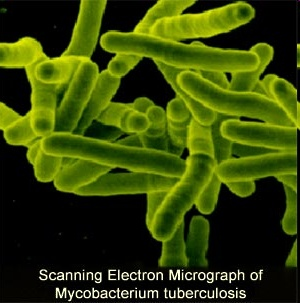 Scanning Electron Micrograph of
Mycobacterium tuberculosis